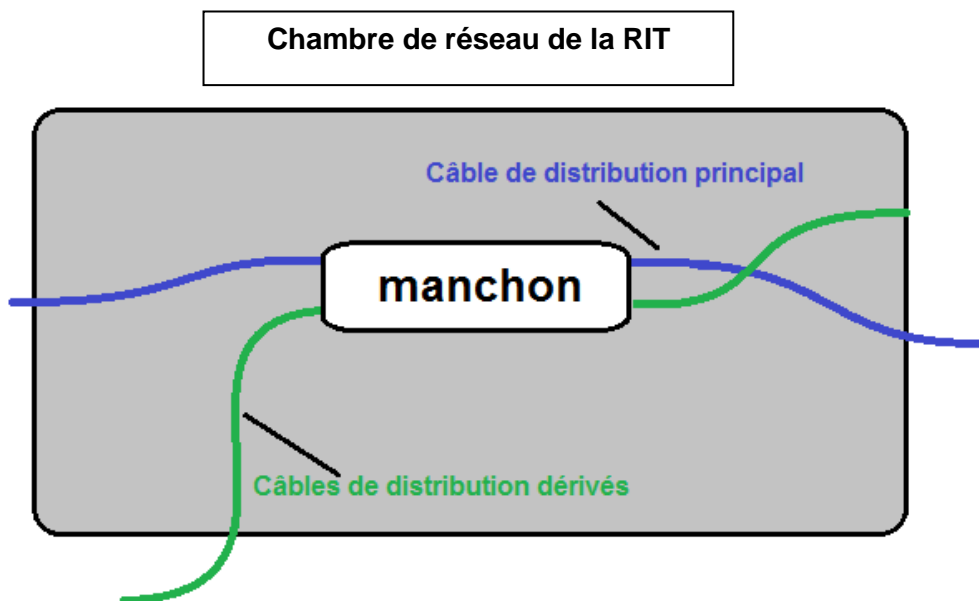 Chambre de réseau de la RIT
Câble de distribution principal
manchon
Câbles de distribution dérivés